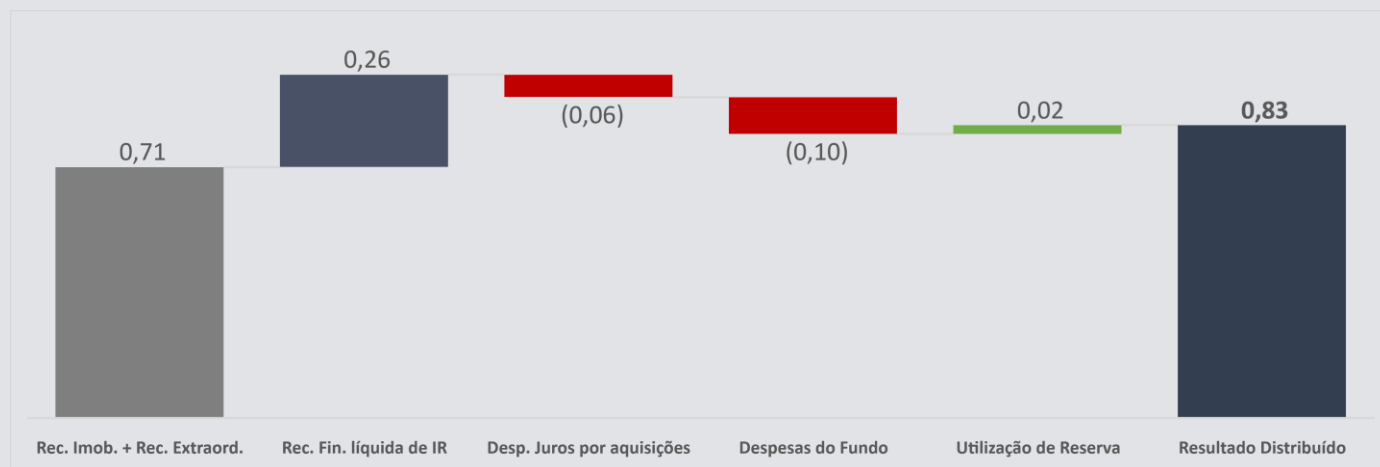 0,71
0,26
(0,06)
(0,10)
0,02
0,83
Rec. Imob. + Rec. Extraord.
Rec. Fin. líquida de IR
Desp. Juros por aquisições
Despesas do Fundo
Utilização de Reserva
Resultado Distribuído